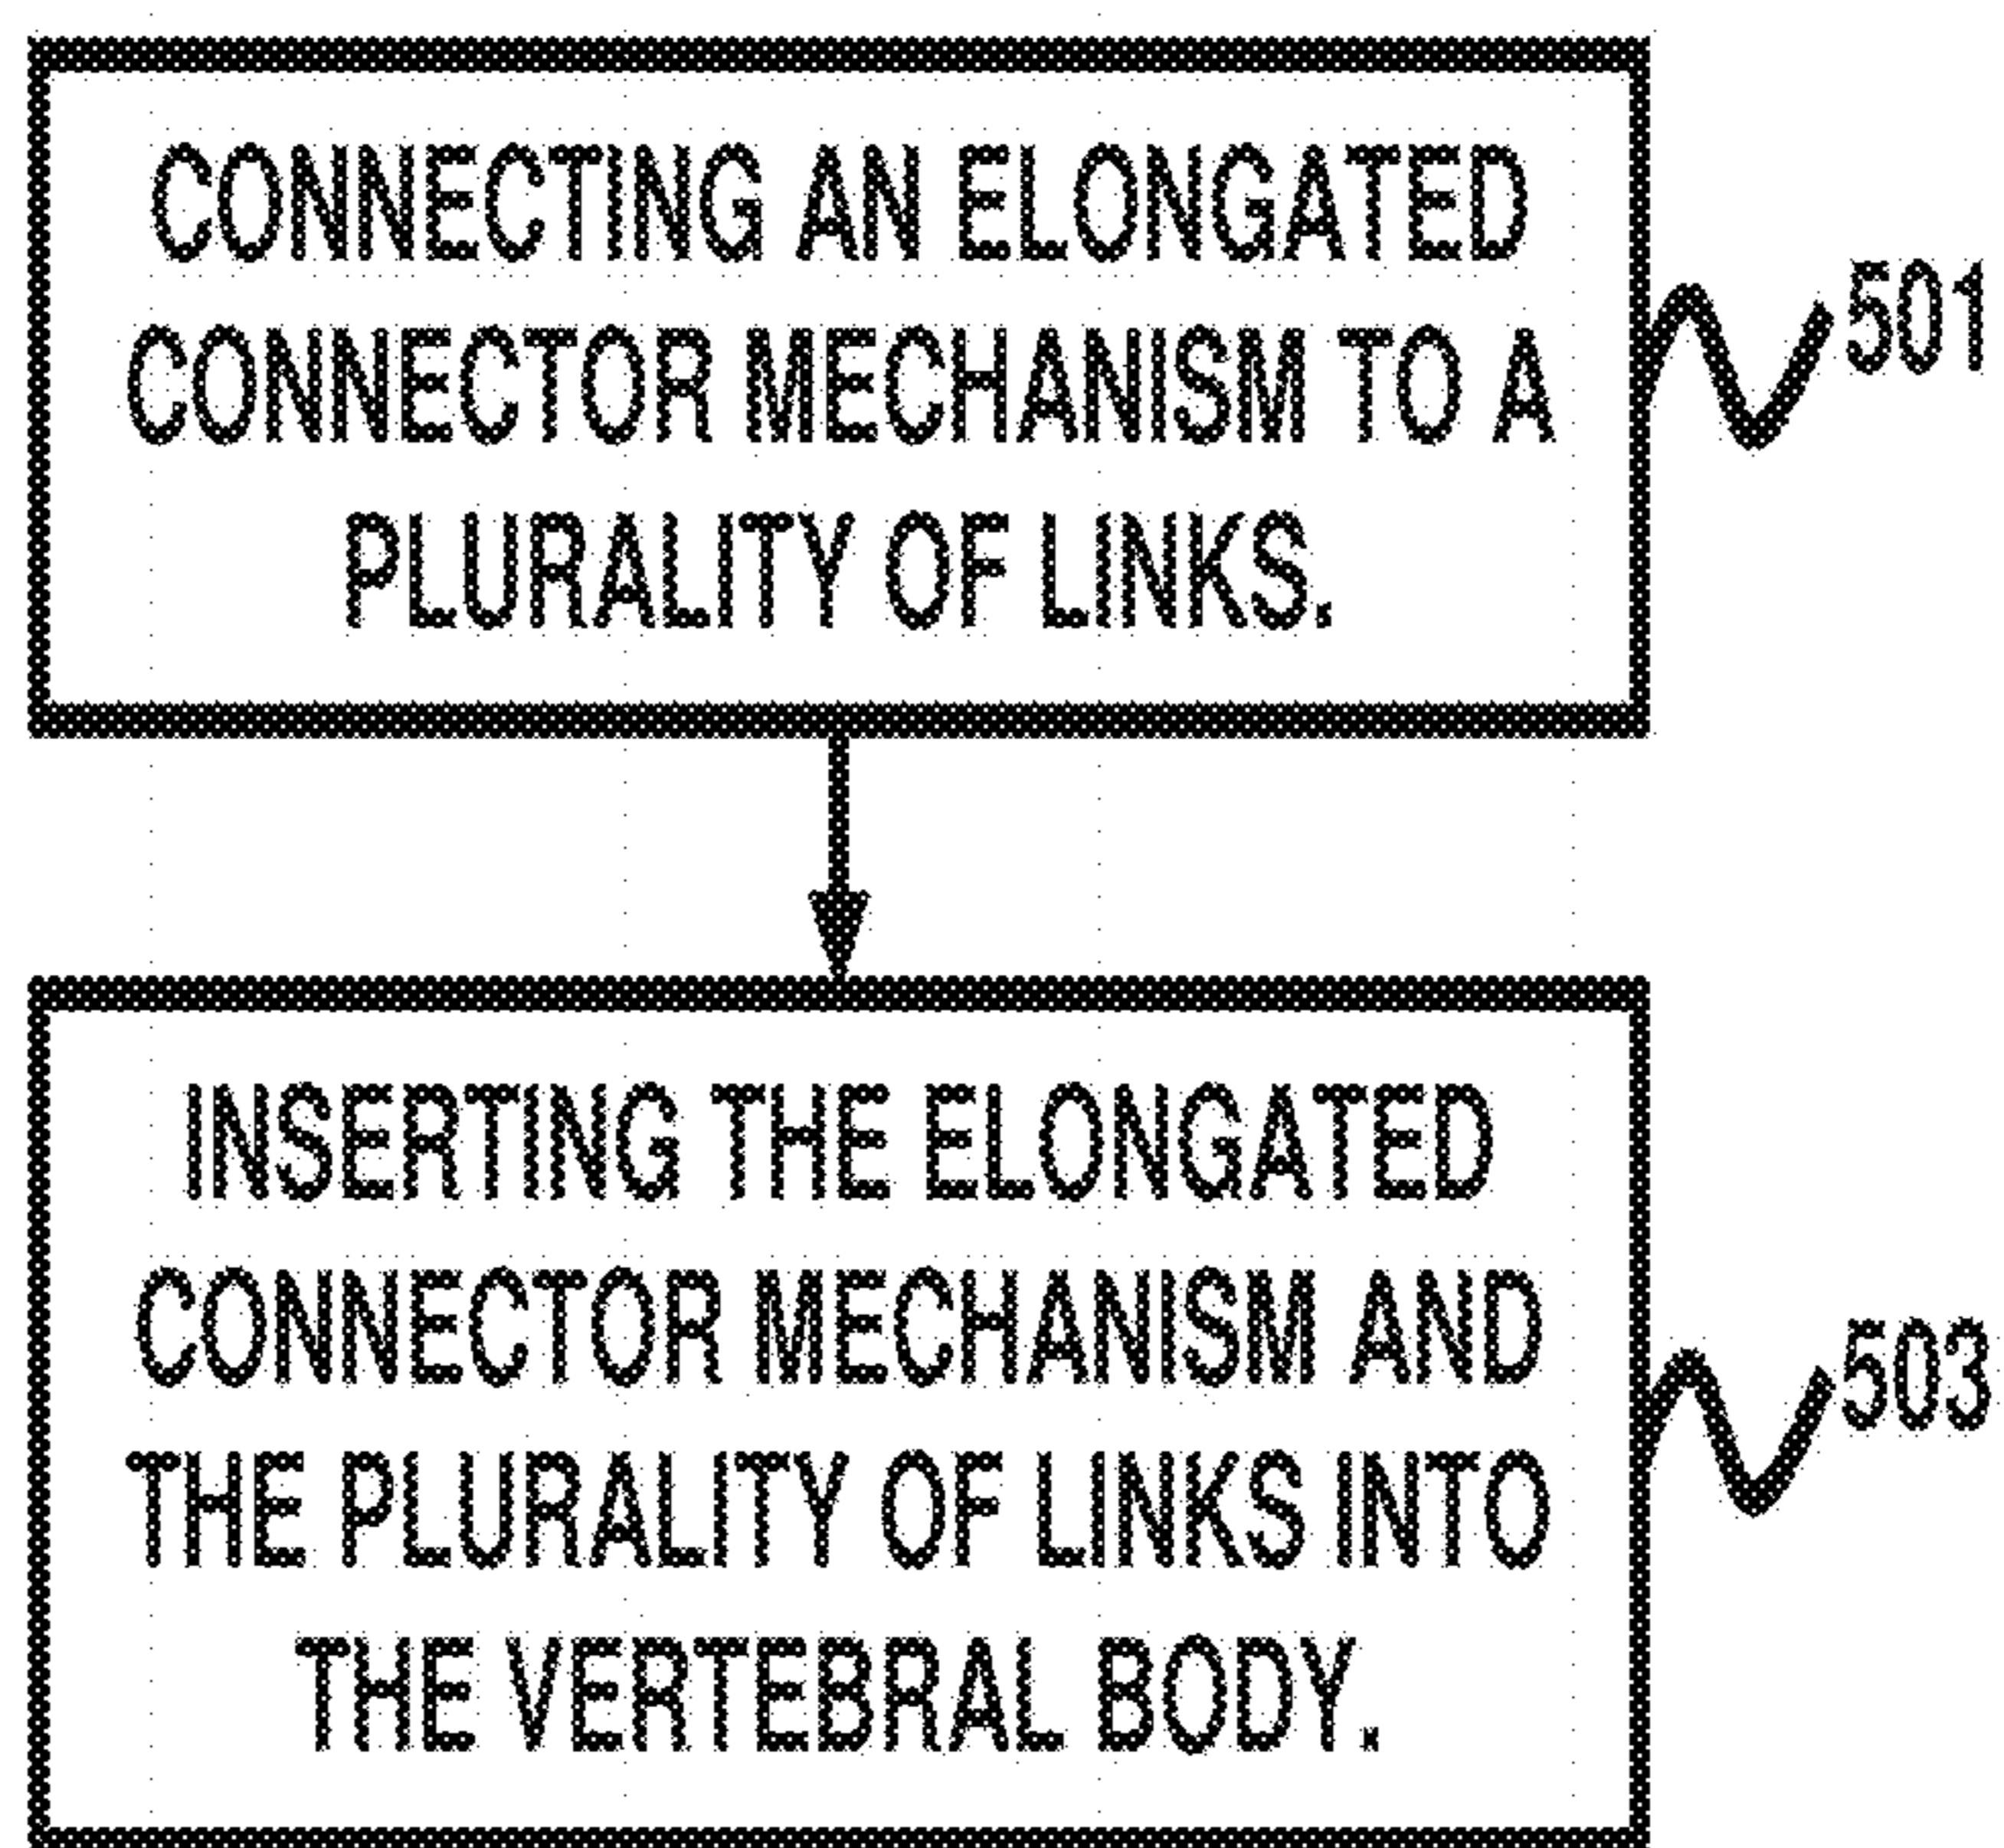 CONNECTING AN ELONGATED
CONNECTOR MECHANISM TO A
PLURALITY OF LINKS.
501
INSERTING THE ELONGATED
CONNECTOR MECHANISM AND
THE PLURALITY OF LINKS INTO
THE VERTEBRAL BODY.
503